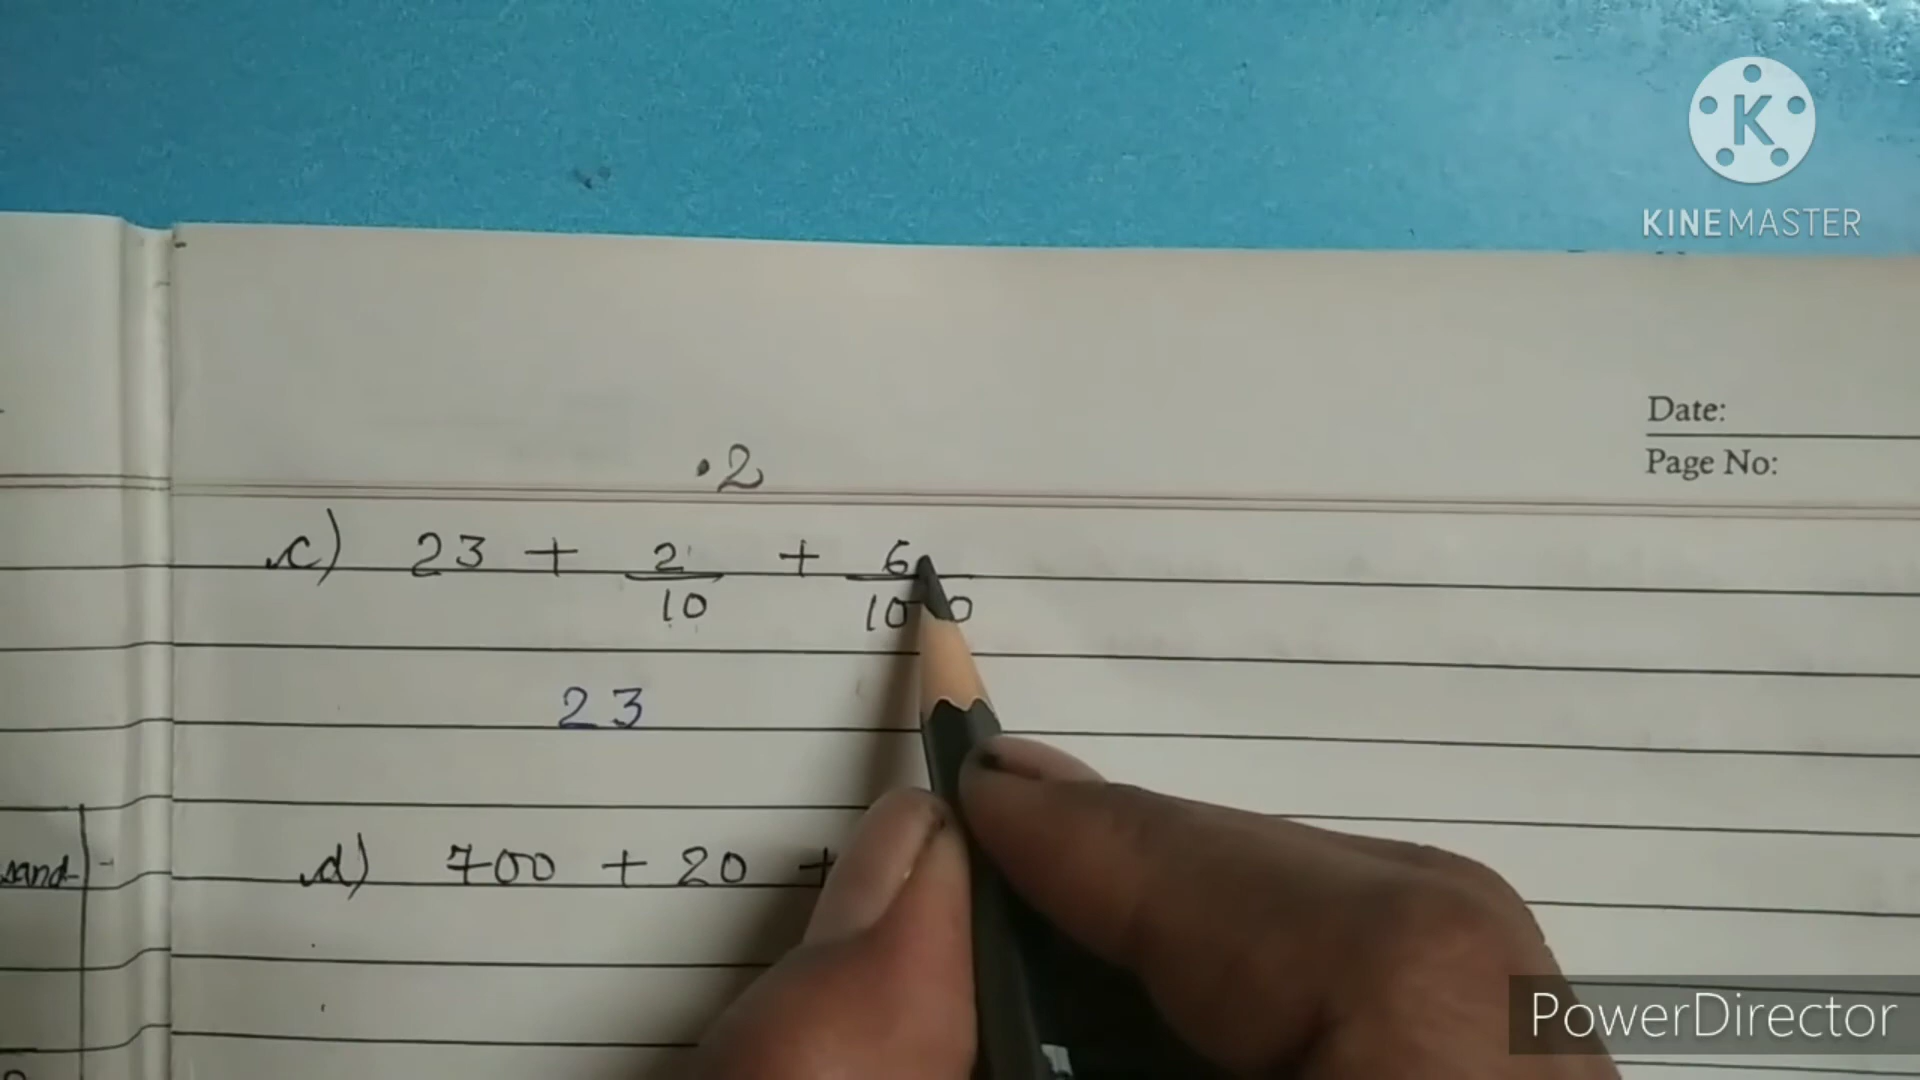 K
KINEMASTER
Date:
Page No:
.2
c) 23 + 2/10 + 6/1000
23
d) 700 + 20 +
sand
PowerDirector